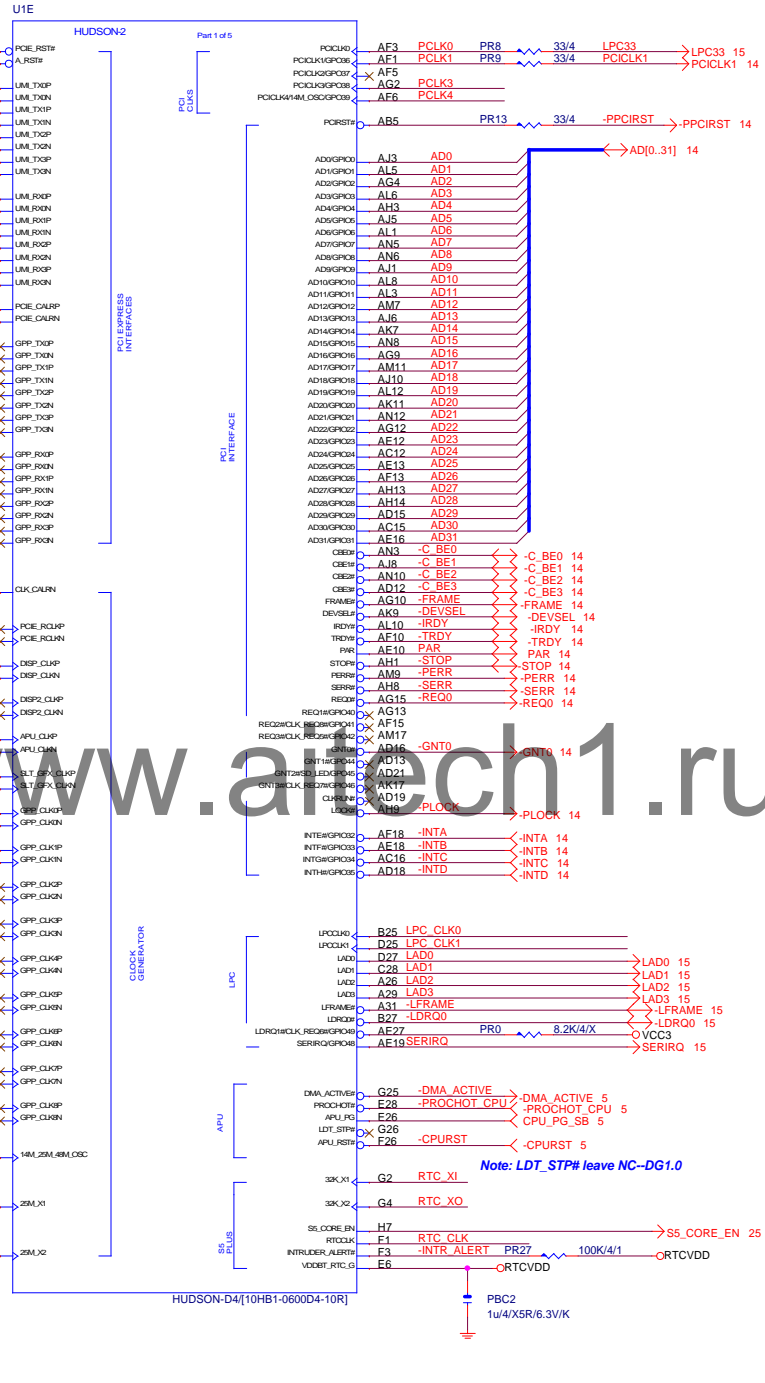 U1E
HUDSON-2
Part 1 of 5
PCIE_RST#
A_RST#
UMI_TX0P
UMI_TX0N
UMI_TX1P
UMI_TX1N
UMI_TX2P
UMI_TX2N
UMI_TX3P
UMI_TX3N
UMI_RX0P
UMI_RX0N
UMI_RX1P
UMI_RX1N
UMI_RX2P
UMI_RX2N
UMI_RX3P
UMI_RX3N
PCIE_CALRP
PCIE_CALRN
GPP_TX0P
GPP_TX0N
GPP_TX1P
GPP_TX1N
GPP_TX2P
GPP_TX2N
GPP_TX3P
GPP_TX3N
GPP_RX0P
GPP_RX0N
GPP_RX1P
GPP_RX1N
GPP_RX2P
GPP_RX2N
GPP_RX3P
GPP_RX3N
PCI EXPRESS
INTERFACES
CLK_CALRN
PCIE_RCLKP
PCIE_RCLKN
DISP_CLKP
DISP_CLKN
DISP2_CLKP
DISP2_CLKN
APU_CLKP
APU_CLKN
SLT_GFX_CLKP
SLT_GFX_CLKN
GPP_CLK0P
GPP_CLK0N
GPP_CLK1P
GPP_CLK1N
GPP_CLK2P
GPP_CLK2N
GPP_CLK3P
GPP_CLK3N
GPP_CLK4P
GPP_CLK4N
GPP_CLK5P
GPP_CLK5N
GPP_CLK6P
GPP_CLK6N
GPP_CLK7P
GPP_CLK7N
GPP_CLK8P
GPP_CLK8N
14M_25M_48M_OSC
25M_X1
25M_X2
CLOCK
GENERATOR
PCI
CLKS
PCICLK0 AF3 PCLK0 PR8 33/4 LPC33 LPC33 15
PCICLK1/GPO36 AF1 PCLK1 PR9 33/4 PCICLK1 PCICLK1 14
PCICLK2/GPO37 AF5
PCICLK3/GPO38 AG2 PCLK3
PCICLK4/14M_OSC/GPO39 AF6 PCLK4
PCIRST# AB5 PR13 33/4 -PPCIRST -PPCIRST 14
AD[0..31] 14
PCI
INTERFACE
AD0/GPIO0 AJ3 AD0
AD1/GPIO1 AL5 AD1
AD2/GPIO2 AG4 AD2
AD3/GPIO3 AL6 AD3
AD4/GPIO4 AH3 AD4
AD5/GPIO5 AJ5 AD5
AD6/GPIO6 AL1 AD6
AD7/GPIO7 AN5 AD7
AD8/GPIO8 AN6 AD8
AD9/GPIO9 AJ1 AD9
AD10/GPIO10 AL8 AD10
AD11/GPIO11 AL3 AD11
AD12/GPIO12 AM7 AD12
AD13/GPIO13 AJ6 AD13
AD14/GPIO14 AK7 AD14
AD15/GPIO15 AN8 AD15
AD16/GPIO16 AG9 AD16
AD17/GPIO17 AM11 AD17
AD18/GPIO18 AJ10 AD18
AD19/GPIO19 AL12 AD19
AD20/GPIO20 AK11 AD20
AD21/GPIO21 AN12 AD21
AD22/GPIO22 AG12 AD22
AD23/GPIO23 AE12 AD23
AD24/GPIO24 AC12 AD24
AD25/GPIO25 AE13 AD25
AD26/GPIO26 AF13 AD26
AD27/GPIO27 AH13 AD27
AD28/GPIO28 AH14 AD28
AD29/GPIO29 AD15 AD29
AD30/GPIO30 AC15 AD30
AD31/GPIO31 AE16 AD31
CBE0# AN3 -C_BE0 -C_BE0 14
CBE1# AJ8 -C_BE1 -C_BE1 14
CBE2# AN10 -C_BE2 -C_BE2 14
CBE3# AD12 -C_BE3 -C_BE3 14
FRAME# AG10 -FRAME -FRAME 14
DEVSEL# AK9 -DEVSEL -DEVSEL 14
IRDY# AL10 -IRDY -IRDY 14
TRDY# AF10 -TRDY -TRDY 14
PAR AE10 PAR PAR 14
STOP# AH1 -STOP -STOP 14
PERR# AM9 -PERR -PERR 14
SERR# AH8 -SERR -SERR 14
REQ0# AG15 -REQ0 -REQ0 14
REQ1#/GPIO40 AG13
REQ2#/CLK_REQ8#/GPIO41 AF15
REQ3#/CLK_REQ5#/GPIO42 AM17
GNT0# AD16 -GNT0 -GNT0 14
GNT1#/GPO44 AD13
GNT2#/SD_LED/GPO45 AD21
GNT3#/CLK_REQ7#/GPIO46 AK17
CLKRUN# AD19
LOCK# AH9 -PLOCK -PLOCK 14
www.aitech1.ru
INTE#/GPIO32 AF18 -INTA -INTA 14
INTF#/GPIO33 AE18 -INTB -INTB 14
INTG#/GPIO34 AC16 -INTC -INTC 14
INTH#/GPIO35 AD18 -INTD -INTD 14
LPC
LPCCLK0 B25 LPC_CLK0
LPCCLK1 D25 LPC_CLK1
LAD0 D27 LAD0 LAD0 15
LAD1 C28 LAD1 LAD1 15
LAD2 A26 LAD2 LAD2 15
LAD3 A29 LAD3 LAD3 15
LFRAME# A31 -LFRAME -LFRAME 15
LDRQ0# B27 -LDRQ0 -LDRQ0 15
LDRQ1#/CLK_REQ6#/GPIO49 AE27 PR0 8.2K/4/X VCC3
SERIRQ/GPIO48 AE19 SERIRQ SERIRQ 15
APU
DMA_ACTIVE# G25 -DMA_ACTIVE -DMA_ACTIVE 5
PROCHOT# E28 -PROCHOT_CPU -PROCHOT_CPU 5
APU_PG E26 CPU_PG_SB 5
LDT_STP# G26
APU_RST# F26 -CPURST -CPURST 5
Note: LDT_STP# leave NC--DG1.0
S5
PLUS
32K_X1 G2 RTC_XI
32K_X2 G4 RTC_XO
S5_CORE_EN H7 S5_CORE_EN 25
RTCCLK F1 RTC_CLK
INTRUDER_ALERT# F3 -INTR_ALERT PR27 100K/4/1 RTCVDD
VDDBT_RTC_G E6 RTCVDD
HUDSON-D4/[10HB1-0600D4-10R]
PBC2
1u/4/X5R/6.3V/K